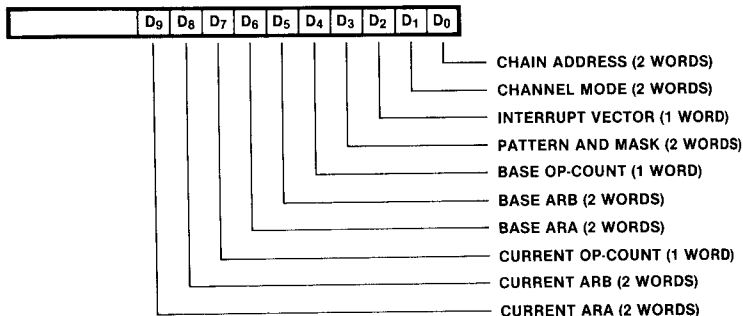 D9 D8 D7 D6 D5 D4 D3 D2 D1 D0
CHAIN ADDRESS (2 WORDS)
CHANNEL MODE (2 WORDS)
INTERRUPT VECTOR (1 WORD)
PATTERN AND MASK (2 WORDS)
BASE OP-COUNT (1 WORD)
BASE ARB (2 WORDS)
BASE ARA (2 WORDS)
CURRENT OP-COUNT (1 WORD)
CURRENT ARB (2 WORDS)
CURRENT ARA (2 WORDS)